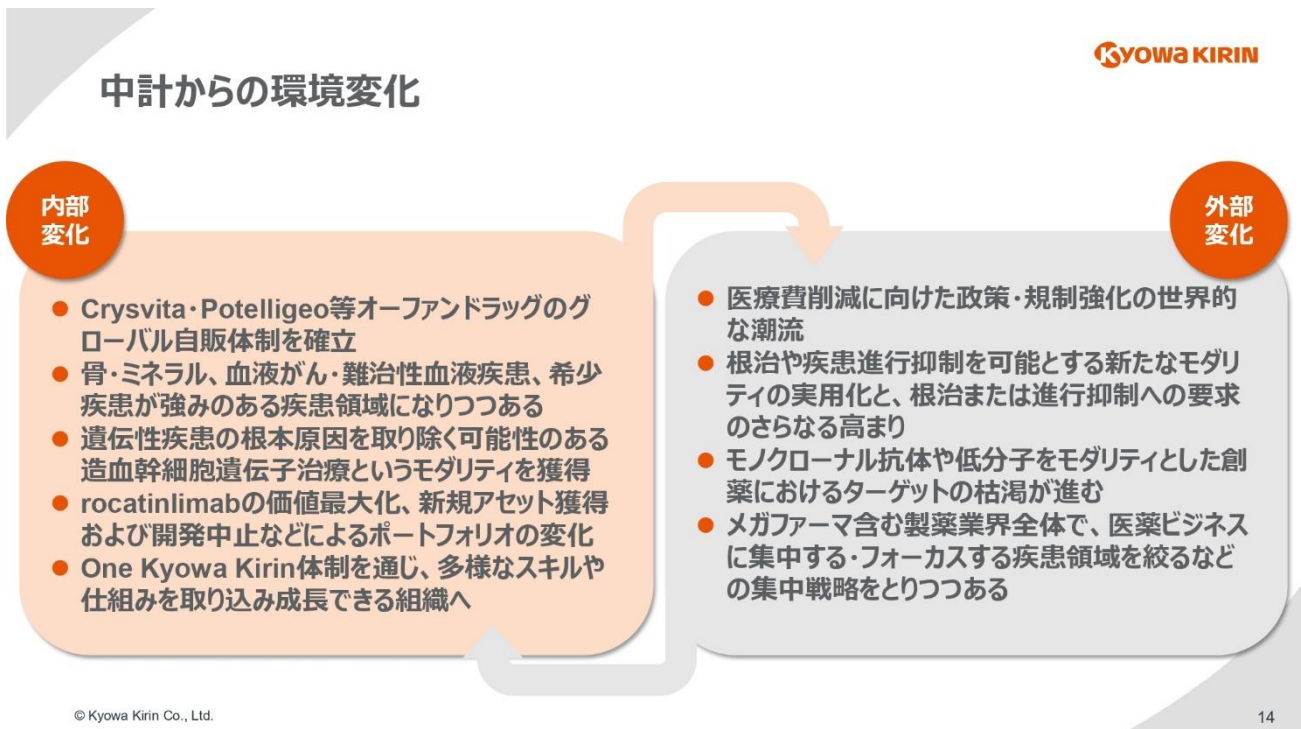 Kyowa KIRIN
中計からの環境変化
内部
変化
● Crysvita・Potelligeo等オーファンドラッグのグ
ローバル自販体制を確立
● 骨・ミネラル、血液がん・難治性血液疾患、希少
疾患が強みのある疾患領域になりつつある
● 遺伝性疾患の根本原因を取り除く可能性のある
造血幹細胞遺伝子治療というモダリティを獲得
● rocatinlimabの価値最大化、新規アセット獲得
および開発中止などによるポートフォリオの変化
● One Kyowa Kirin体制を通じ、多様なスキルや
仕組みを取り込み成長できる組織へ
外部
変化
● 医療費削減に向けた政策・規制強化の世界的
な潮流
● 根治や疾患進行抑制を可能とする新たなモダリ
ティの実用化と、根治または進行抑制への要求
のさらなる高まり
● モノクローナル抗体や低分子をモダリティとした創
薬におけるターゲットの枯渇が進む
● メガファーマ含む製薬業界全体で、医薬ビジネス
に集中する・フォーカスする疾患領域を絞るなど
の集中戦略をとりつつある
© Kyowa Kirin Co., Ltd.
14